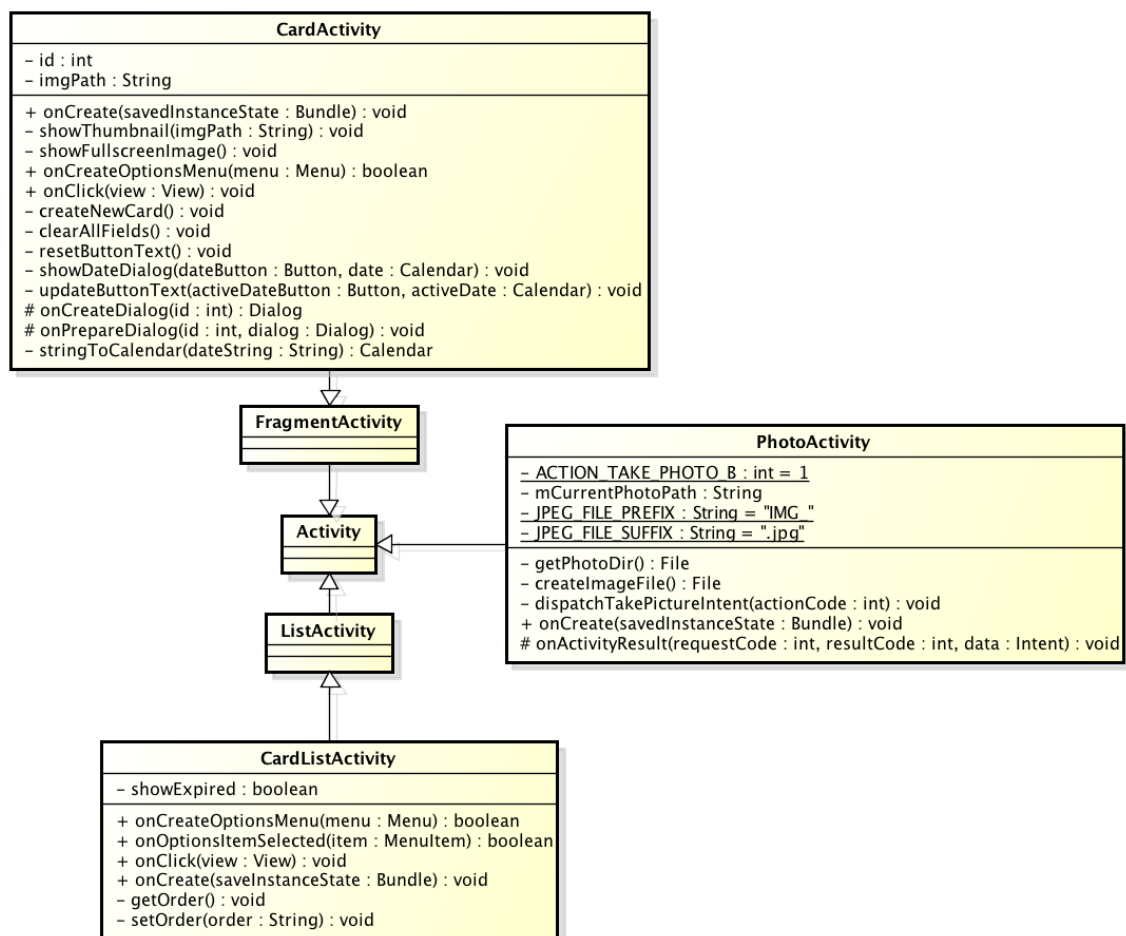 CardActivity
- id : int
- imgPath : String
+ onCreate(savedInstanceState : Bundle) : void
- showThumbnail(imgPath : String) : void
- showFullscreenImage() : void
+ onCreateOptionsMenu(menu : Menu) : boolean
+ onClick(view : View) : void
- createNewCard() : void
- clearAllFields() : void
- resetButtonText() : void
- showDateDialog(dateButton : Button, date : Calendar) : void
- updateButtonText(activeDateButton : Button, activeDate : Calendar) : void
# onCreateDialog(id : int) : Dialog
# onPrepareDialog(id : int, dialog : Dialog) : void
- stringToCalendar(dateString : String) : Calendar
FragmentActivity
PhotoActivity
- ACTION_TAKE_PHOTO_B : int = 1
- mCurrentPhotoPath : String
- JPEG_FILE_PREFIX : String = "IMG_"
- JPEG_FILE_SUFFIX : String = ".jpg"
- getPhotoDir() : File
- createImageFile() : File
- dispatchTakePictureIntent(actionCode : int) : void
+ onCreate(savedInstanceState : Bundle) : void
# onActivityResult(requestCode : int, resultCode : int, data : Intent) : void
Activity
ListActivity
CardListActivity
- showExpired : boolean
+ onCreateOptionsMenu(menu : Menu) : boolean
+ onOptionsItemSelected(item : MenuItem) : boolean
+ onClick(view : View) : void
+ onCreate(saveInstanceState : Bundle) : void
- getOrder() : void
- setOrder(order : String) : void